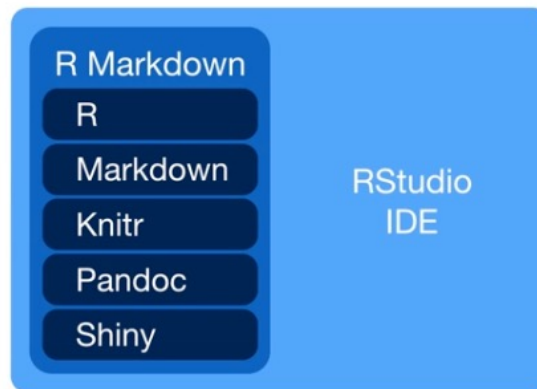 R Markdown
R
Markdown
Knitr
Pandoc
Shiny
RStudio
IDE